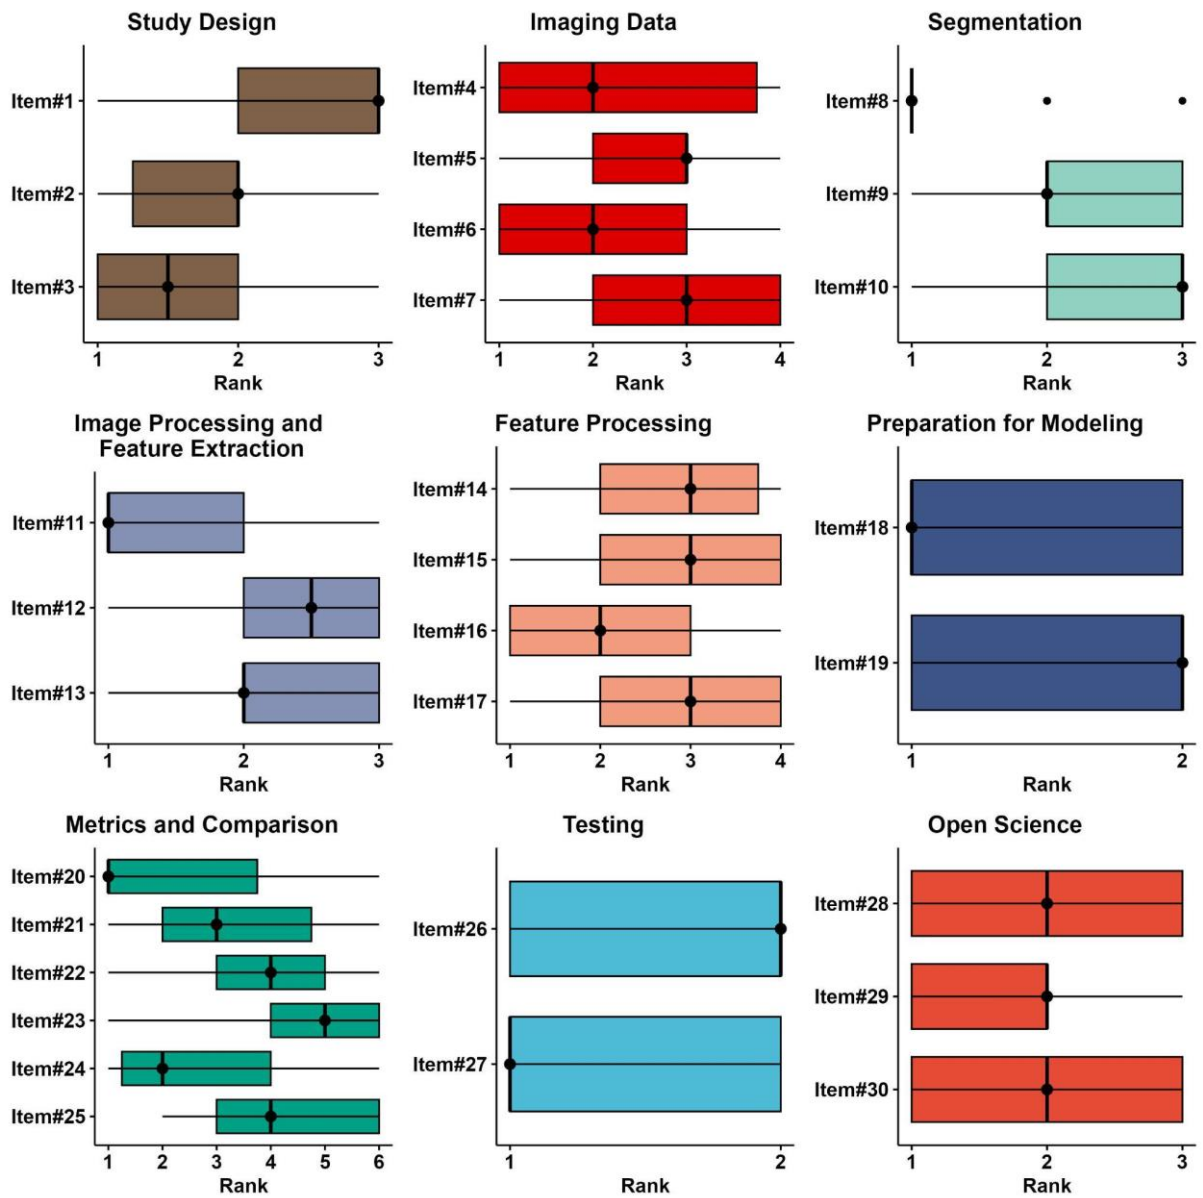 Study Design
Item#1
Item#2
Item#3
1 2 3
Rank
Imaging Data
Item#4
Item#5
Item#6
Item#7
1 2 3 4
Rank
Segmentation
Item#8
Item#9
Item#10
1 2 3
Rank
Image Processing and
Feature Extraction
Item#11
Item#12
Item#13
1 2 3
Rank
Feature Processing
Item#14
Item#15
Item#16
Item#17
1 2 3 4
Rank
Preparation for Modeling
Item#18
Item#19
1 2
Rank
Metrics and Comparison
Item#20
Item#21
Item#22
Item#23
Item#24
Item#25
1 2 3 4 5 6
Rank
Testing
Item#26
Item#27
1 2
Rank
Open Science
Item#28
Item#29
Item#30
1 2 3
Rank